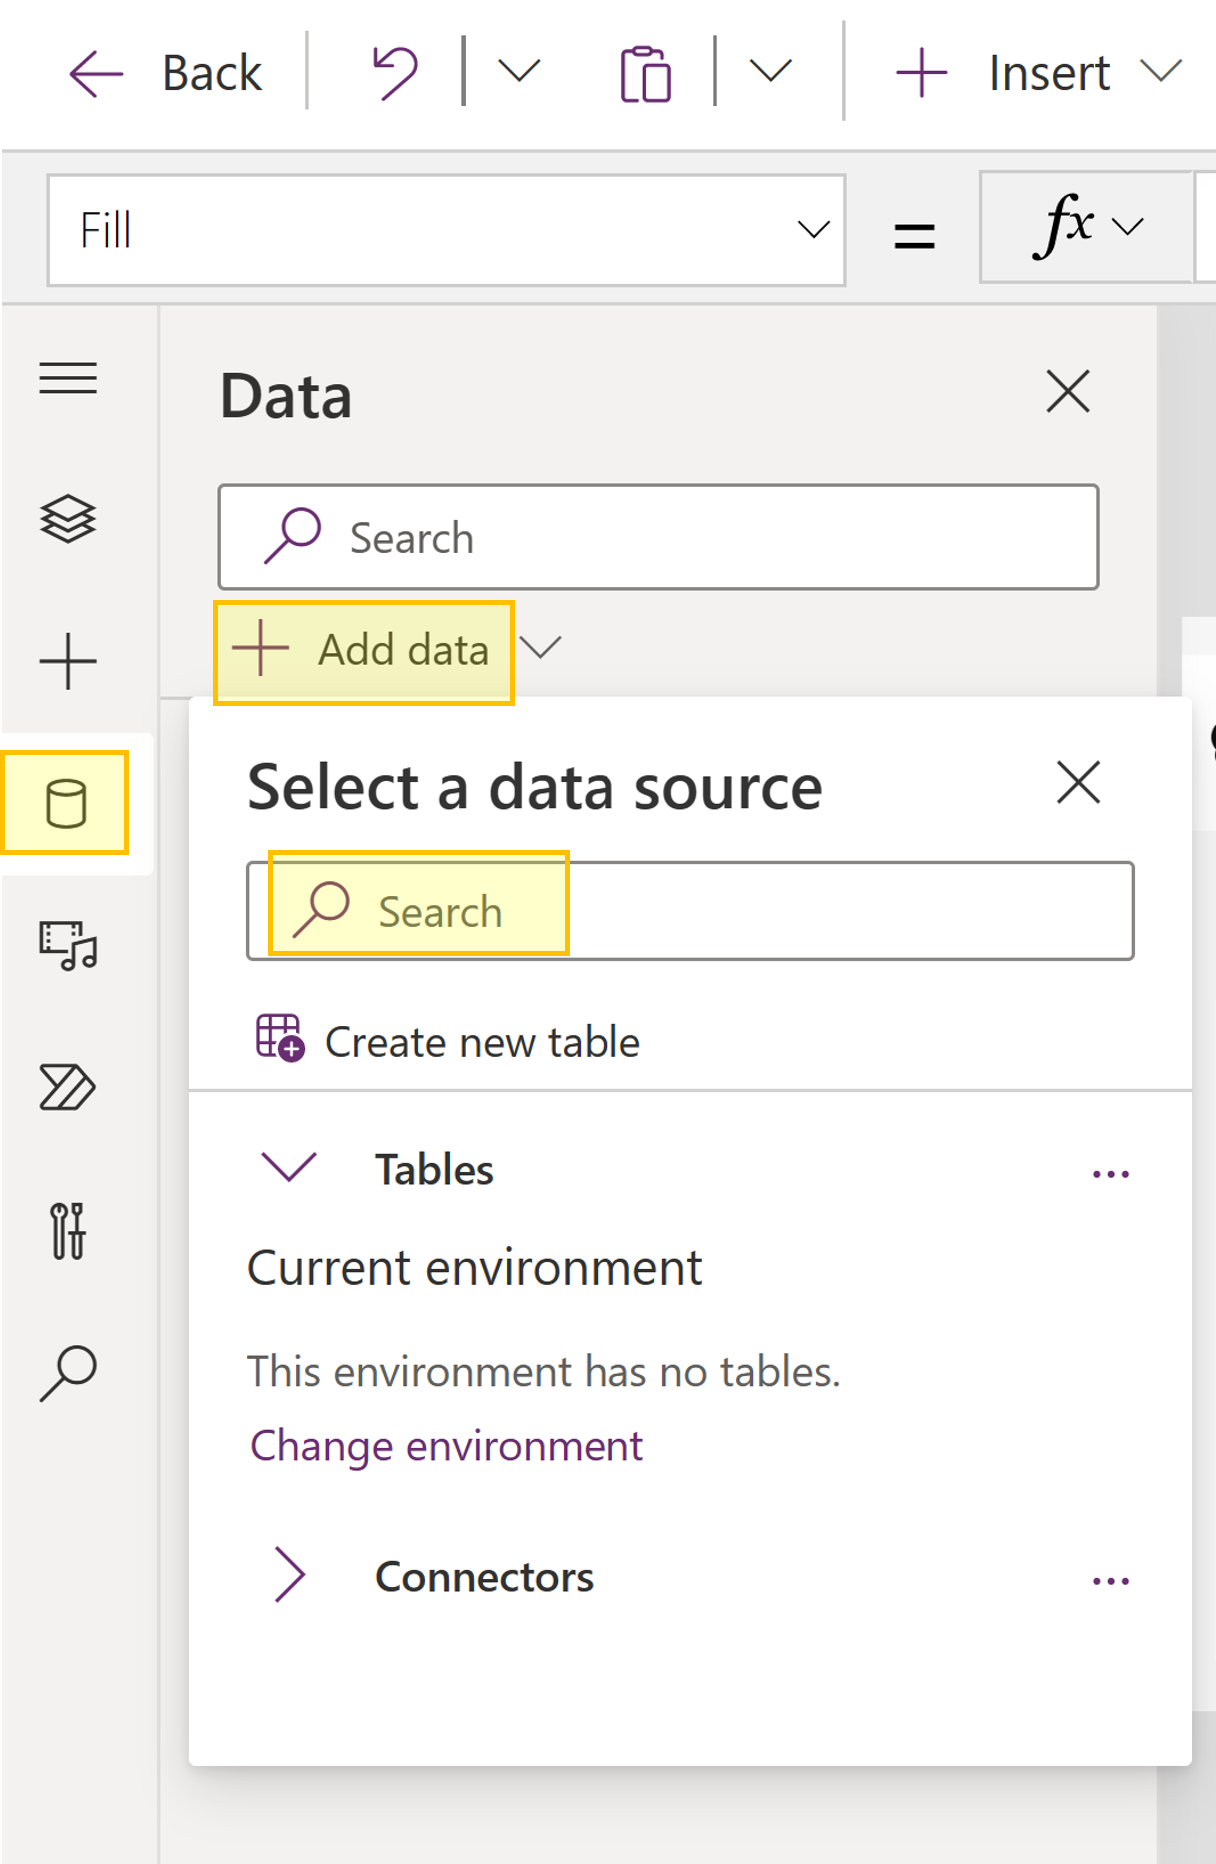 Back
Insert
Fill
=
fx
Data
Search
Add data
Select a data source
Search
Create new table
Tables
...
Current environment
This environment has no tables.
Change environment
Connectors
...